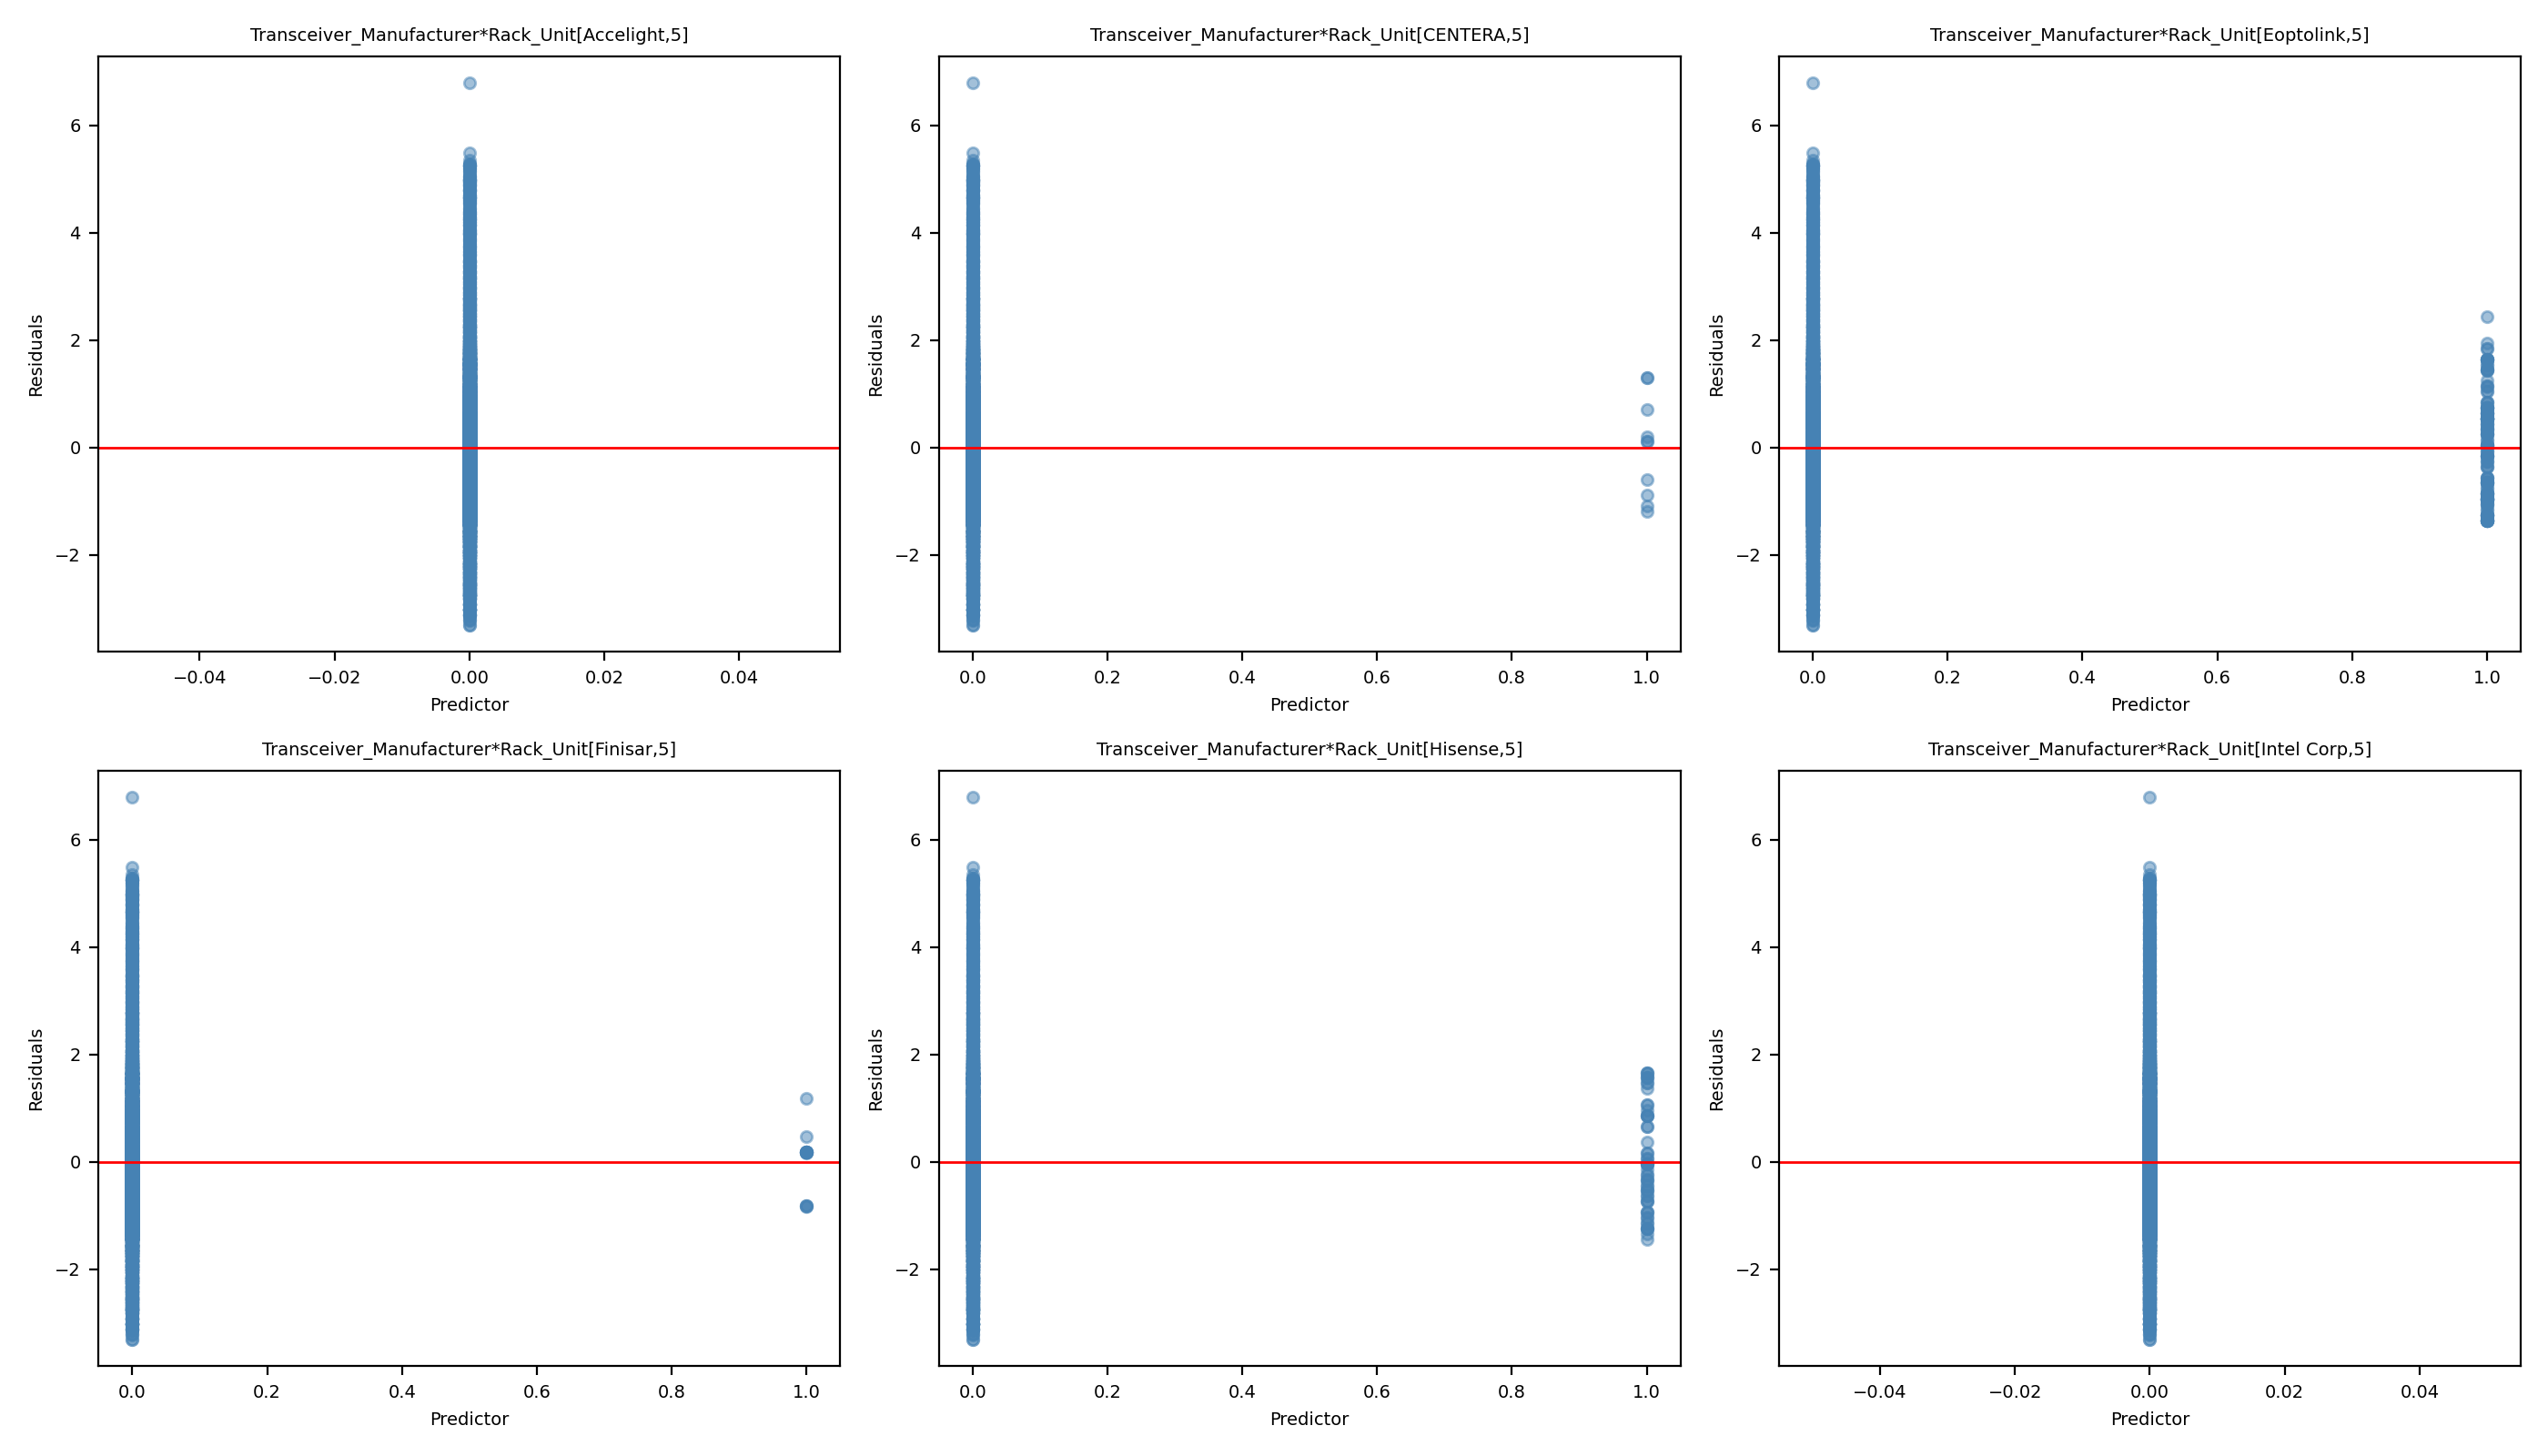 Transceiver_Manufacturer*Rack_Unit[Accelight,5]
6
4
2
0
−2
Residuals
−0.04 −0.02 0.00 0.02 0.04
Predictor
Transceiver_Manufacturer*Rack_Unit[CENTERA,5]
6
4
2
0
−2
Residuals
0.0 0.2 0.4 0.6 0.8 1.0
Predictor
Transceiver_Manufacturer*Rack_Unit[Eoptolink,5]
6
4
2
0
−2
Residuals
0.0 0.2 0.4 0.6 0.8 1.0
Predictor
Transceiver_Manufacturer*Rack_Unit[Finisar,5]
6
4
2
0
−2
Residuals
0.0 0.2 0.4 0.6 0.8 1.0
Predictor
Transceiver_Manufacturer*Rack_Unit[Hisense,5]
6
4
2
0
−2
Residuals
0.0 0.2 0.4 0.6 0.8 1.0
Predictor
Transceiver_Manufacturer*Rack_Unit[Intel Corp,5]
6
4
2
0
−2
Residuals
−0.04 −0.02 0.00 0.02 0.04
Predictor